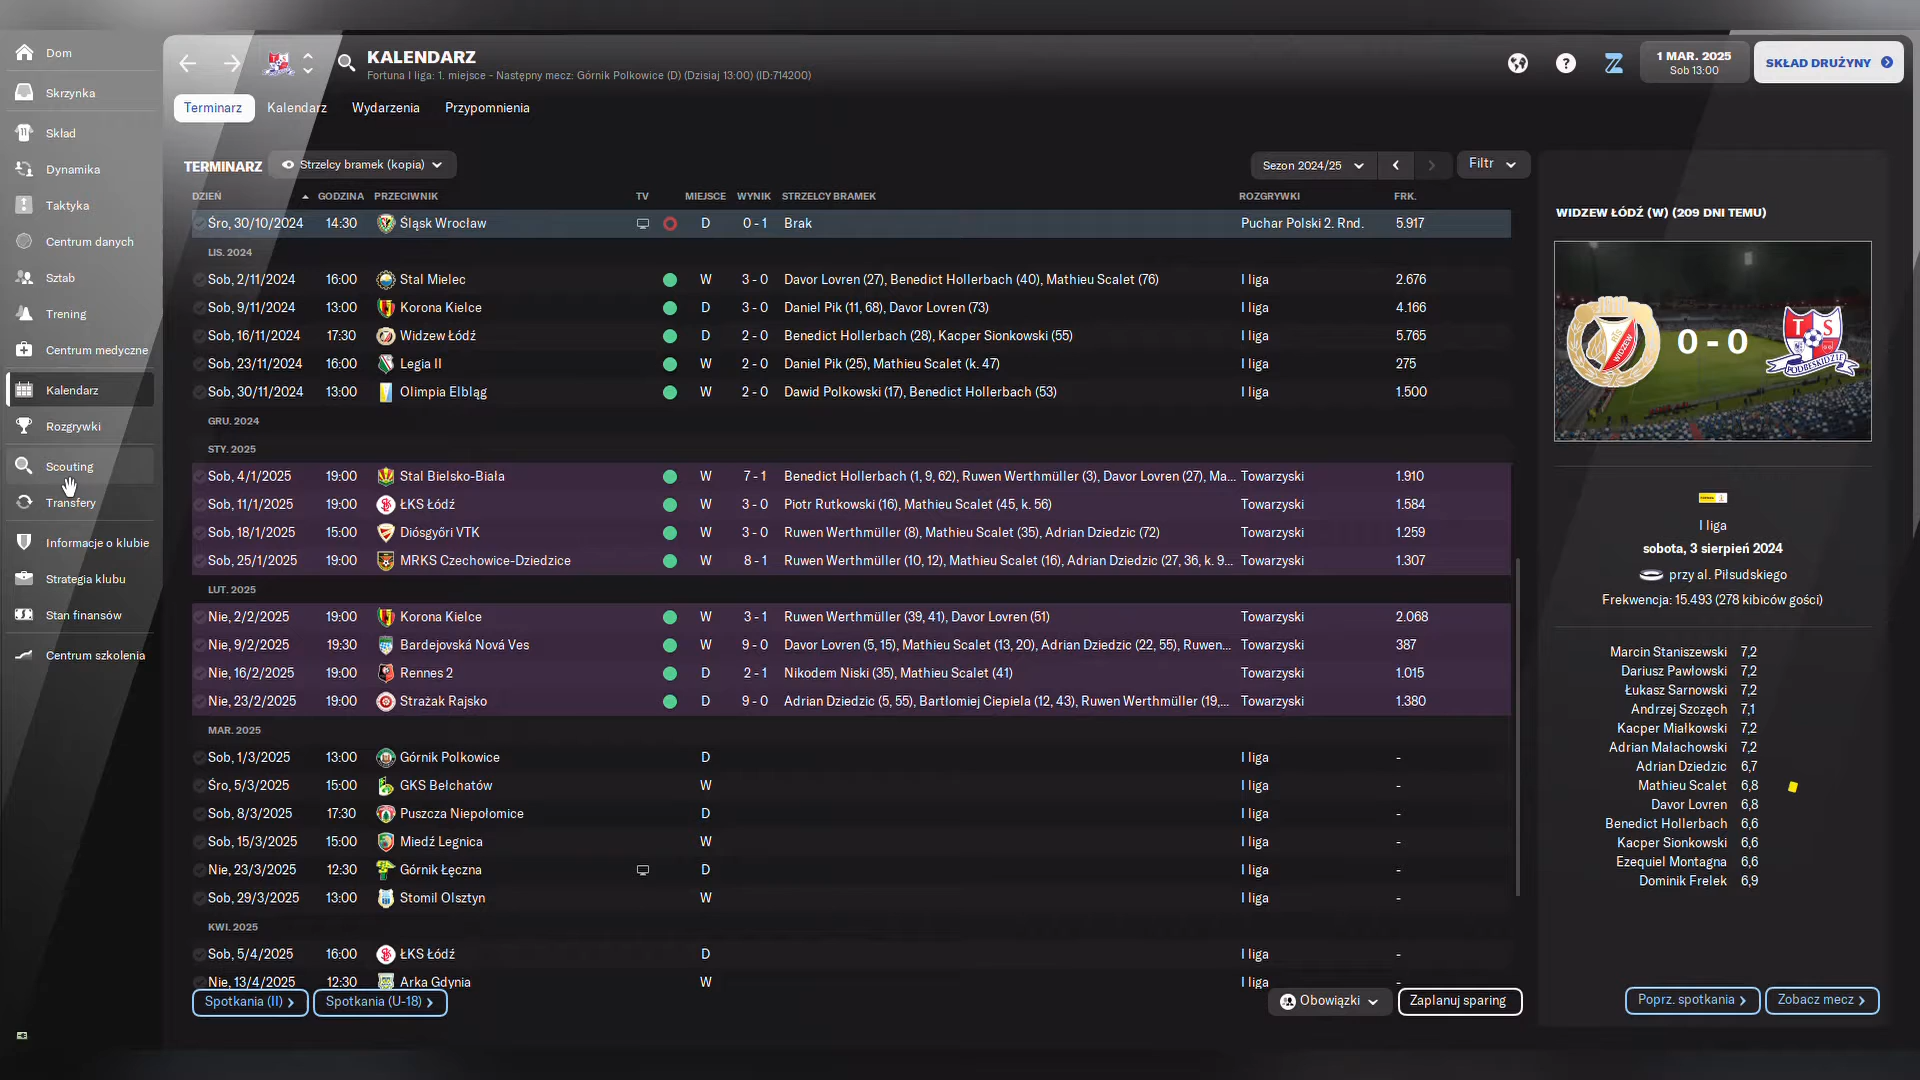 Dom
Skrzynka
Skład
Dynamika
Taktyka
Centrum danych
Sztab
Trening
Centrum medyczne
Kalendarz
Rozgrywki
Scouting
Transfery
Informacje o klubie
Strategia klubu
Stan finansów
Centrum szkolenia
KALENDARZ
Fortuna I liga: 1. miejsce - Następny mecz: Górnik Polkowice (D) (Dzisiaj 13:00) (ID:714200)
1 MAR. 2025
Sob 13:00
SKŁAD DRUŻYNY
Terminarz Kalendarz Wydarzenia Przypomnienia
TERMINARZ Strzelcy bramek (kopia) Sezon 2024/25 Filtr
DZIEŃ GODZINA PRZECIWNIK TV MIEJSCE WYNIK STRZELCY BRAMEK ROZGRYWKI FRK.
Śro, 30/10/2024 14:30 Śląsk Wrocław D 0 - 1 Brak Puchar Polski 2. Rnd. 5.917
LIS. 2024
Sob, 2/11/2024 16:00 Stal Mielec W 3 - 0 Davor Lovren (27), Benedict Hollerbach (40), Mathieu Scalet (76) I liga 2.676
Sob, 9/11/2024 13:00 Korona Kielce D 3 - 0 Daniel Pik (11, 68), Davor Lovren (73) I liga 4.166
Sob, 16/11/2024 17:30 Widzew Łódź D 2 - 0 Benedict Hollerbach (28), Kacper Sionkowski (55) I liga 5.765
Sob, 23/11/2024 16:00 Legia II W 2 - 0 Daniel Pik (25), Mathieu Scalet (k. 47) I liga 275
Sob, 30/11/2024 13:00 Olimpia Elbląg W 2 - 0 Dawid Polkowski (17), Benedict Hollerbach (53) I liga 1.500
GRU. 2024
STY. 2025
Sob, 4/1/2025 19:00 Stal Bielsko-Biała W 7 - 1 Benedict Hollerbach (1, 9, 62), Ruwen Werthmüller (3), Davor Lovren (27), Ma... Towarzyski 1.910
Sob, 11/1/2025 19:00 ŁKS Łódź W 3 - 0 Piotr Rutkowski (16), Mathieu Scalet (45, k. 56) Towarzyski 1.584
Sob, 18/1/2025 15:00 Diósgyőri VTK W 3 - 0 Ruwen Werthmüller (8), Mathieu Scalet (35), Adrian Dziedzic (72) Towarzyski 1.259
Sob, 25/1/2025 19:00 MRKS Czechowice-Dziedzice W 8 - 1 Ruwen Werthmüller (10, 12), Mathieu Scalet (16), Adrian Dziedzic (27, 36, k. 9... Towarzyski 1.307
LUT. 2025
Nie, 2/2/2025 19:00 Korona Kielce W 3 - 1 Ruwen Werthmüller (39, 41), Davor Lovren (51) Towarzyski 2.068
Nie, 9/2/2025 19:30 Bardejovská Nová Ves W 9 - 0 Davor Lovren (5, 15), Mathieu Scalet (13, 20), Adrian Dziedzic (22, 55), Ruwen... Towarzyski 387
Nie, 16/2/2025 19:00 Rennes 2 D 2 - 1 Nikodem Niski (35), Mathieu Scalet (41) Towarzyski 1.015
Nie, 23/2/2025 19:00 Strażak Rajsko D 9 - 0 Adrian Dziedzic (5, 55), Bartłomiej Ciepiela (12, 43), Ruwen Werthmüller (19,... Towarzyski 1.380
MAR. 2025
Sob, 1/3/2025 13:00 Górnik Polkowice D I liga -
Śro, 5/3/2025 15:00 GKS Bełchatów W I liga -
Sob, 8/3/2025 17:30 Puszcza Niepołomice D I liga -
Sob, 15/3/2025 15:00 Miedź Legnica W I liga -
Nie, 23/3/2025 12:30 Górnik Łęczna D I liga -
Sob, 29/3/2025 13:00 Stomil Olsztyn W I liga -
KWI. 2025
Sob, 5/4/2025 16:00 ŁKS Łódź D I liga -
Nie, 13/4/2025 12:30 Arka Gdynia W I liga -
Spotkania (II) Spotkania (U-18) Obowiązki Zaplanuj sparing
WIDZEW ŁÓDŹ (W) (209 DNI TEMU)
WIDZEW 0 - 0 TS PODBESKIDZIE
I liga
sobota, 3 sierpień 2024
przy al. Piłsudskiego
Frekwencja: 15.493 (278 kibiców gości)
Marcin Staniszewski 7,2
Dariusz Pawłowski 7,2
Łukasz Sarnowski 7,2
Andrzej Szczęch 7,1
Kacper Miałkowski 7,2
Adrian Małachowski 7,2
Adrian Dziedzic 6,7
Mathieu Scalet 6,8
Davor Lovren 6,8
Benedict Hollerbach 6,6
Kacper Sionkowski 6,6
Ezequiel Montagna 6,6
Dominik Frelek 6,9
Poprz. spotkania Zobacz mecz